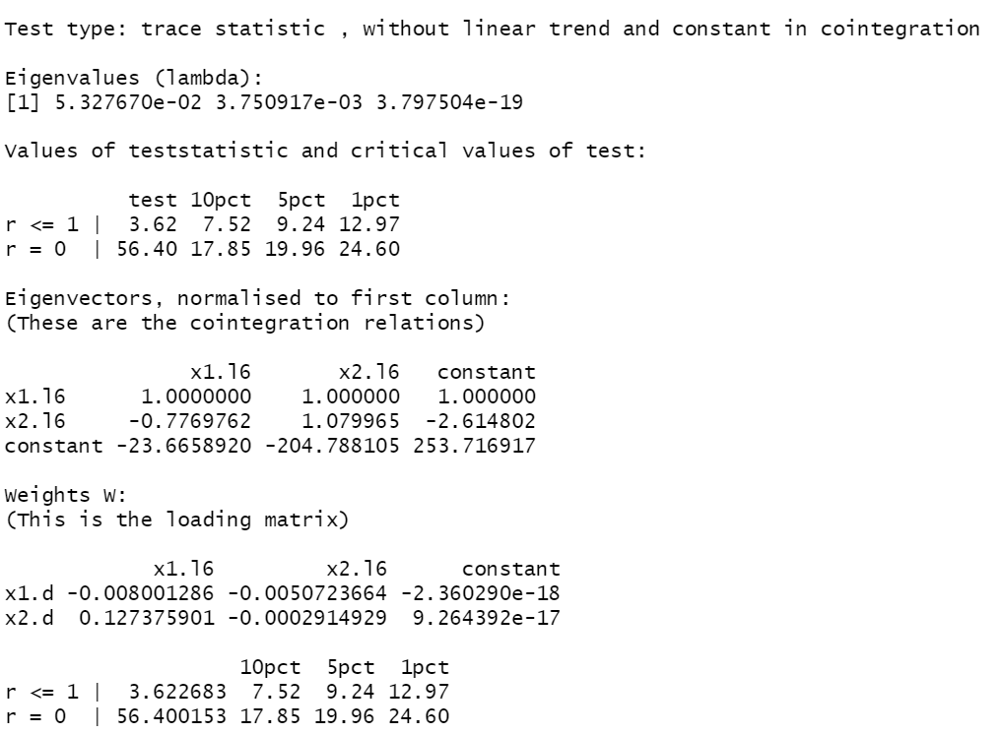 Test type: trace statistic , without linear trend and constant in cointegration
Eigenvalues (lambda):
[1] 5.327670e-02 3.750917e-03 3.797504e-19
Values of teststatistic and critical values of test:
test 10pct 5pct 1pct
r <= 1 | 3.62 7.52 9.24 12.97
r = 0 | 56.40 17.85 19.96 24.60
Eigenvectors, normalised to first column:
(These are the cointegration relations)
x1.l6 x2.l6 constant
x1.l6 1.0000000 1.000000 1.000000
x2.l6 -0.7769762 1.079965 -2.614802
constant -23.6658920 -204.788105 253.716917
Weights W:
(This is the loading matrix)
x1.l6 x2.l6 constant
x1.d -0.008001286 -0.0050723664 -2.360290e-18
x2.d 0.127375901 -0.0002914929 9.264392e-17
10pct 5pct 1pct
r <= 1 | 3.622683 7.52 9.24 12.97
r = 0 | 56.400153 17.85 19.96 24.60